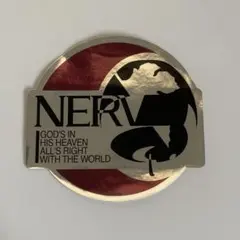 NERV
GOD'S IN
HIS HEAVEN
ALL'S RIGHT
WITH THE WORLD